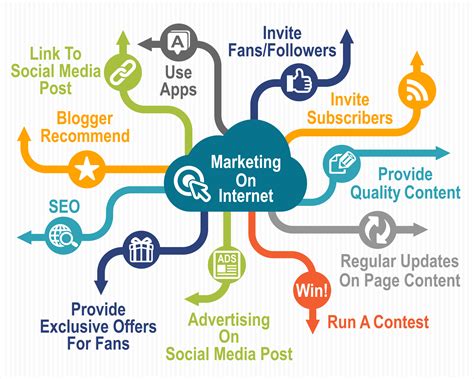 Link To
Social Media
Post
A
Use
Apps
Invite
Fans/Followers
Blogger
Recommend
Invite
Subscribers
Marketing
On
Internet
Provide
Quality Content
SEO
Regular Updates
On Page Content
ADS
Win!
Provide
Exclusive Offers
For Fans
Advertising
On
Social Media Post
Run A Contest